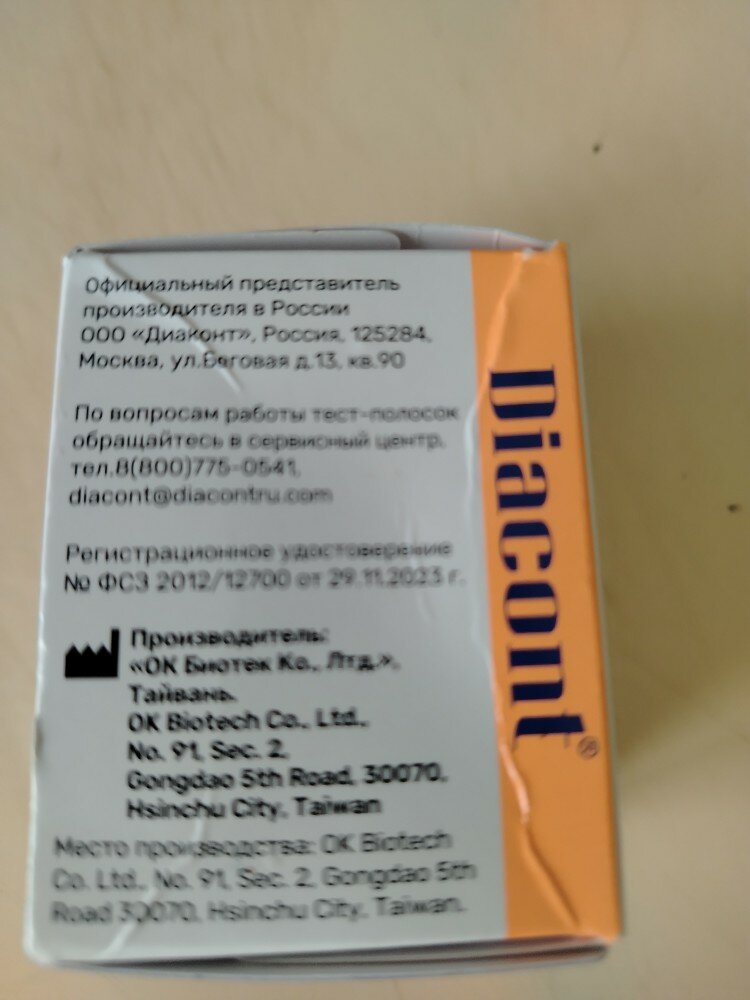 Официальный представитель
производителя в России
ООО «Диаконт», Россия, 125284,
Москва, ул.Беговая д.13, кв.90
По вопросам работы тест-полосок
обращайтесь в сервисный центр,
тел.8(800)775-0541,
diacont@diacontru.com
Регистрационное удостоверение
№ ФСЗ 2012/12700 от 29.11.2023 г.
Производитель:
«ОК Биотек Ко., Лтд.»,
Тайвань.
OK Biotech Co., Ltd.,
No. 91, Sec. 2,
Gongdao 5th Road, 30070,
Hsinchu City, Taiwan
Место производства: OK Biotech
Co. Ltd., No. 91, Sec. 2, Gongdao 5th
Road 30070, Hsinchu City, Taiwan.
Diacont®